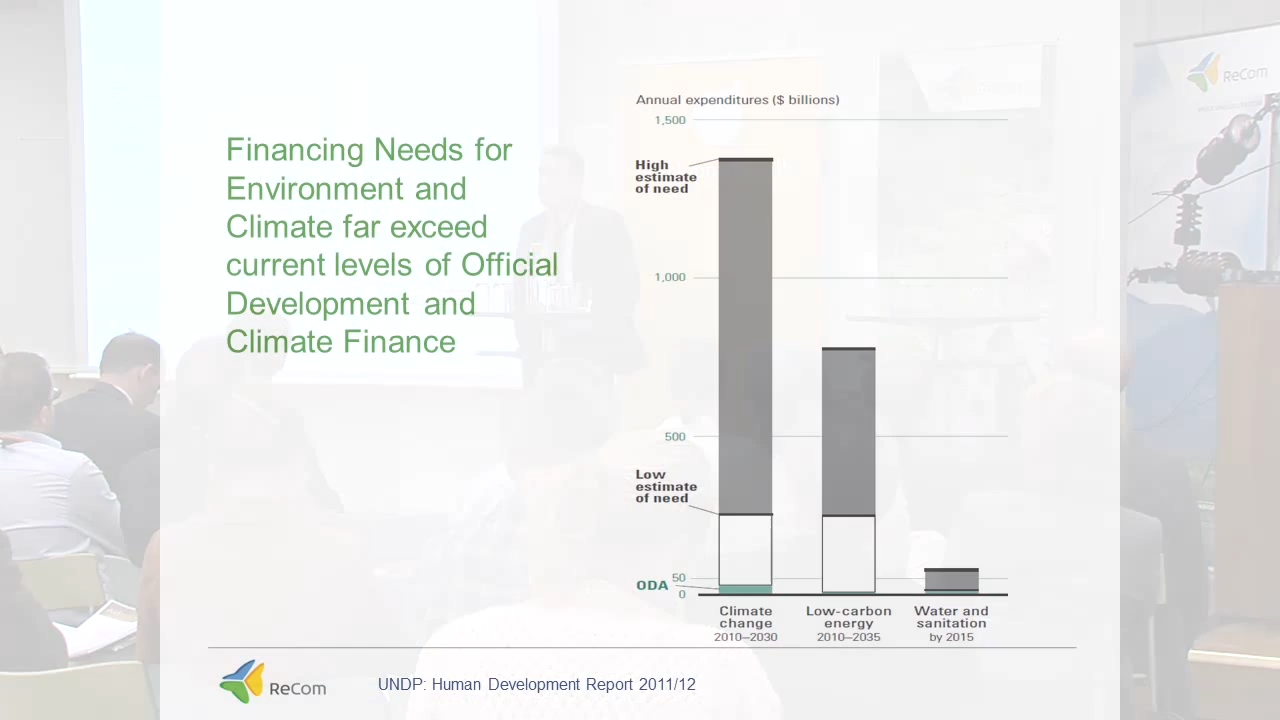 Financing Needs for
Environment and
Climate far exceed
current levels of Official
Development and
Climate Finance
Annual expenditures ($ billions)
1,500
High
estimate
of need
1,000
500
Low
estimate
of need
ODA
50
0
Climate
change
2010–2030
Low-carbon
energy
2010–2035
Water and
sanitation
by 2015
ReCom
UNDP: Human Development Report 2011/12
ReCom